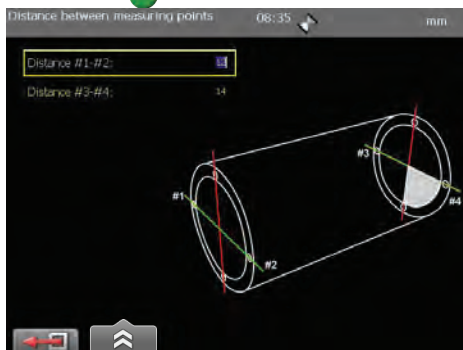 Distance between measuring points 08:35 mm
Distance #1-#2:
Distance #3-#4: 14
#3
#4
#1
#2